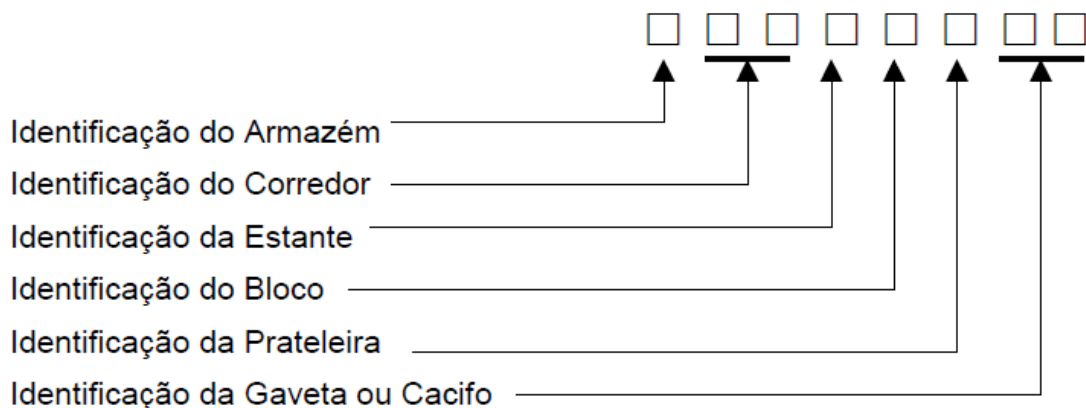 Identificação do Armazém
Identificação do Corredor
Identificação da Estante
Identificação do Bloco
Identificação da Prateleira
Identificação da Gaveta ou Cacifo